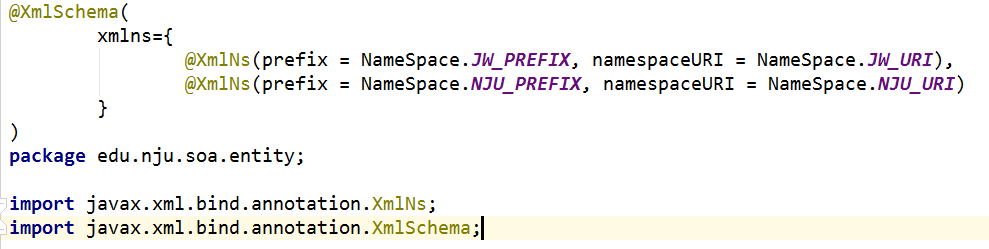 @XmlSchema(
xmlns={
@XmlNs(prefix = NameSpace.JW_PREFIX, namespaceURI = NameSpace.JW_URI),
@XmlNs(prefix = NameSpace.NJU_PREFIX, namespaceURI = NameSpace.NJU_URI)
}
)
package edu.nju.soa.entity;
import javax.xml.bind.annotation.XmlNs;
import javax.xml.bind.annotation.XmlSchema;